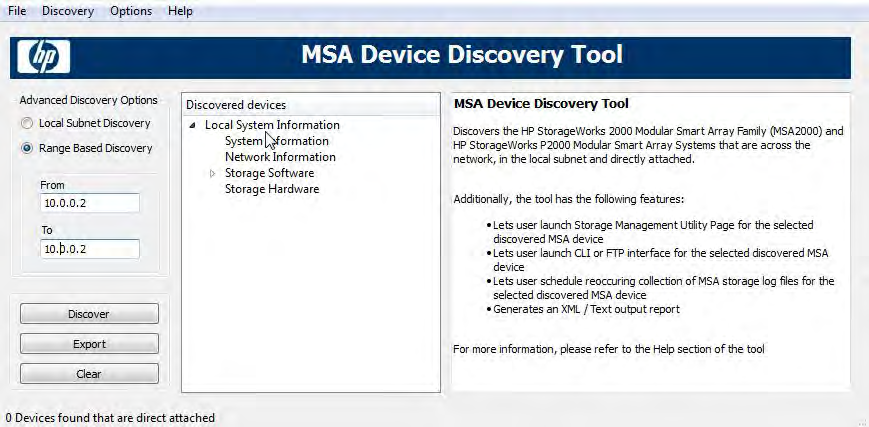 File Discovery Options Help
hp
MSA Device Discovery Tool
Advanced Discovery Options
Local Subnet Discovery
Range Based Discovery
From
10.0.0.2
To
10.0.0.2
Discover
Export
Clear
Discovered devices
Local System Information
System Information
Network Information
Storage Software
Storage Hardware
MSA Device Discovery Tool
Discovers the HP StorageWorks 2000 Modular Smart Array Family (MSA2000) and
HP StorageWorks P2000 Modular Smart Array Systems that are across the
network, in the local subnet and directly attached.
Additionally, the tool has the following features:
•Lets user launch Storage Management Utility Page for the selected
discovered MSA device
•Lets user launch CLI or FTP interface for the selected discovered MSA
device
•Lets user schedule reoccuring collection of MSA storage log files for the
selected discovered MSA device
•Generates an XML / Text output report
For more information, please refer to the Help section of the tool
0 Devices found that are direct attached